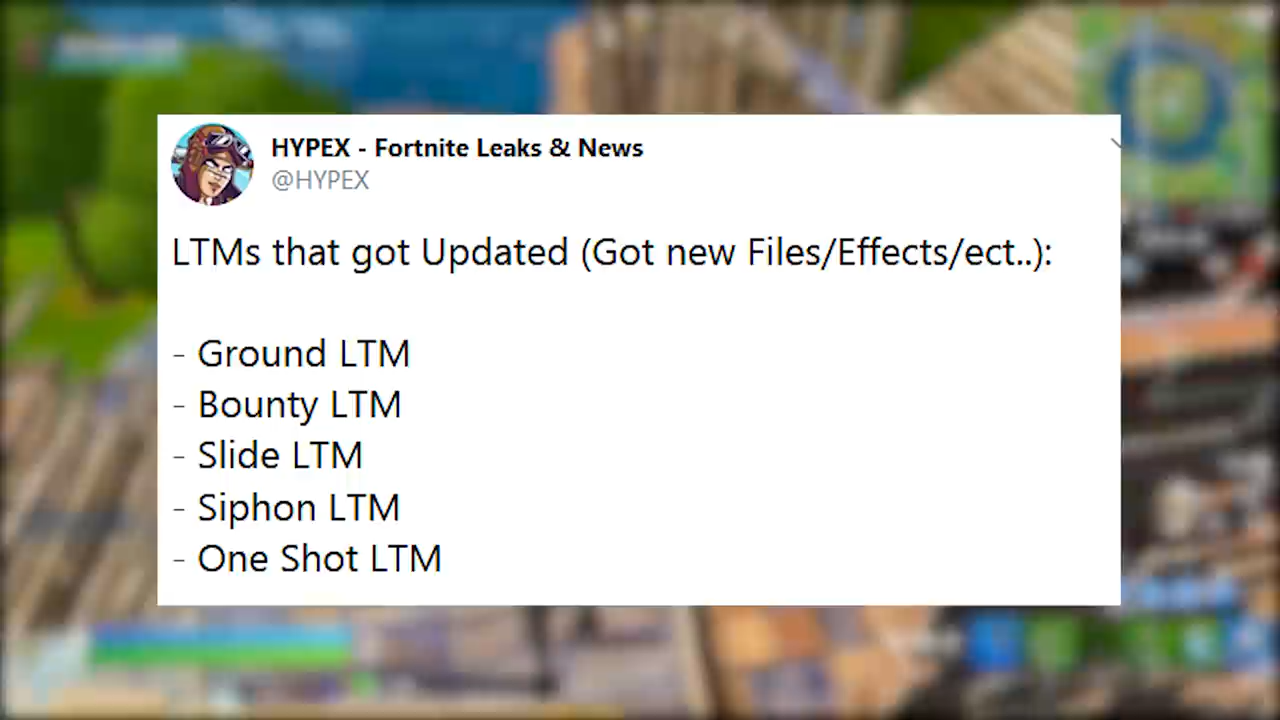 HYPEX - Fortnite Leaks & News
@HYPEX
LTMs that got Updated (Got new Files/Effects/ect..):
- Ground LTM
- Bounty LTM
- Slide LTM
- Siphon LTM
- One Shot LTM